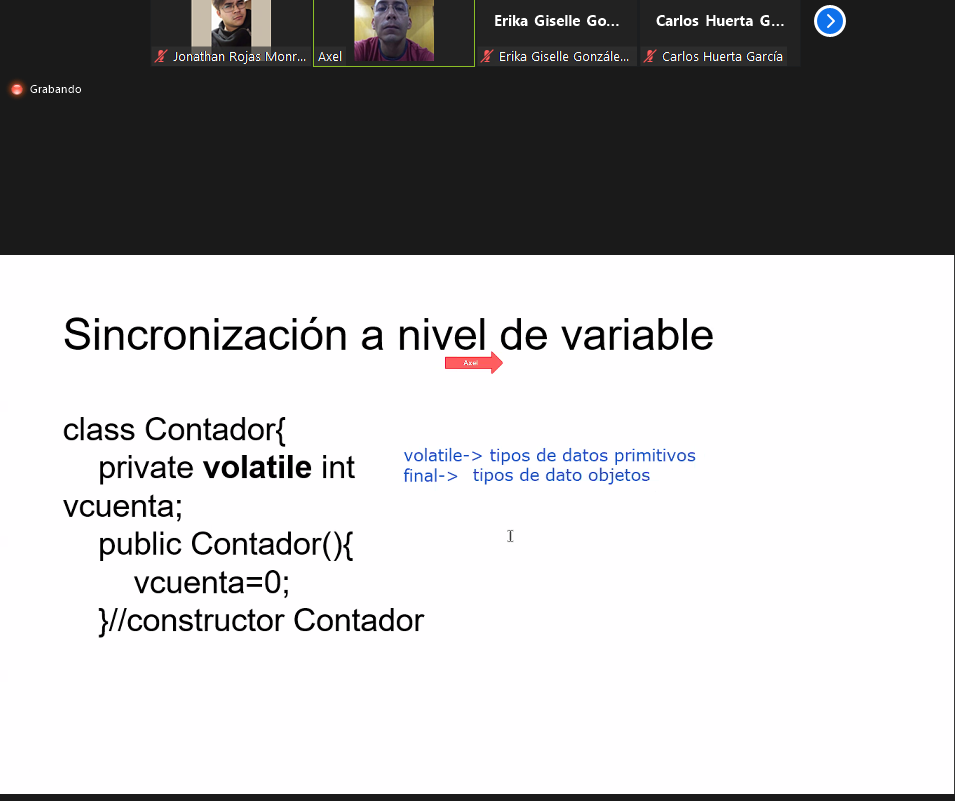 Erika Giselle Go...
Carlos Huerta G...
Jonathan Rojas Monr...
Axel
Erika Giselle Gonzále...
Carlos Huerta García
Grabando
Sincronización a nivel de variable
Axel
class Contador{
private volatile int
vcuenta;
public Contador(){
vcuenta=0;
}//constructor Contador
volatile-> tipos de datos primitivos
final-> tipos de dato objetos